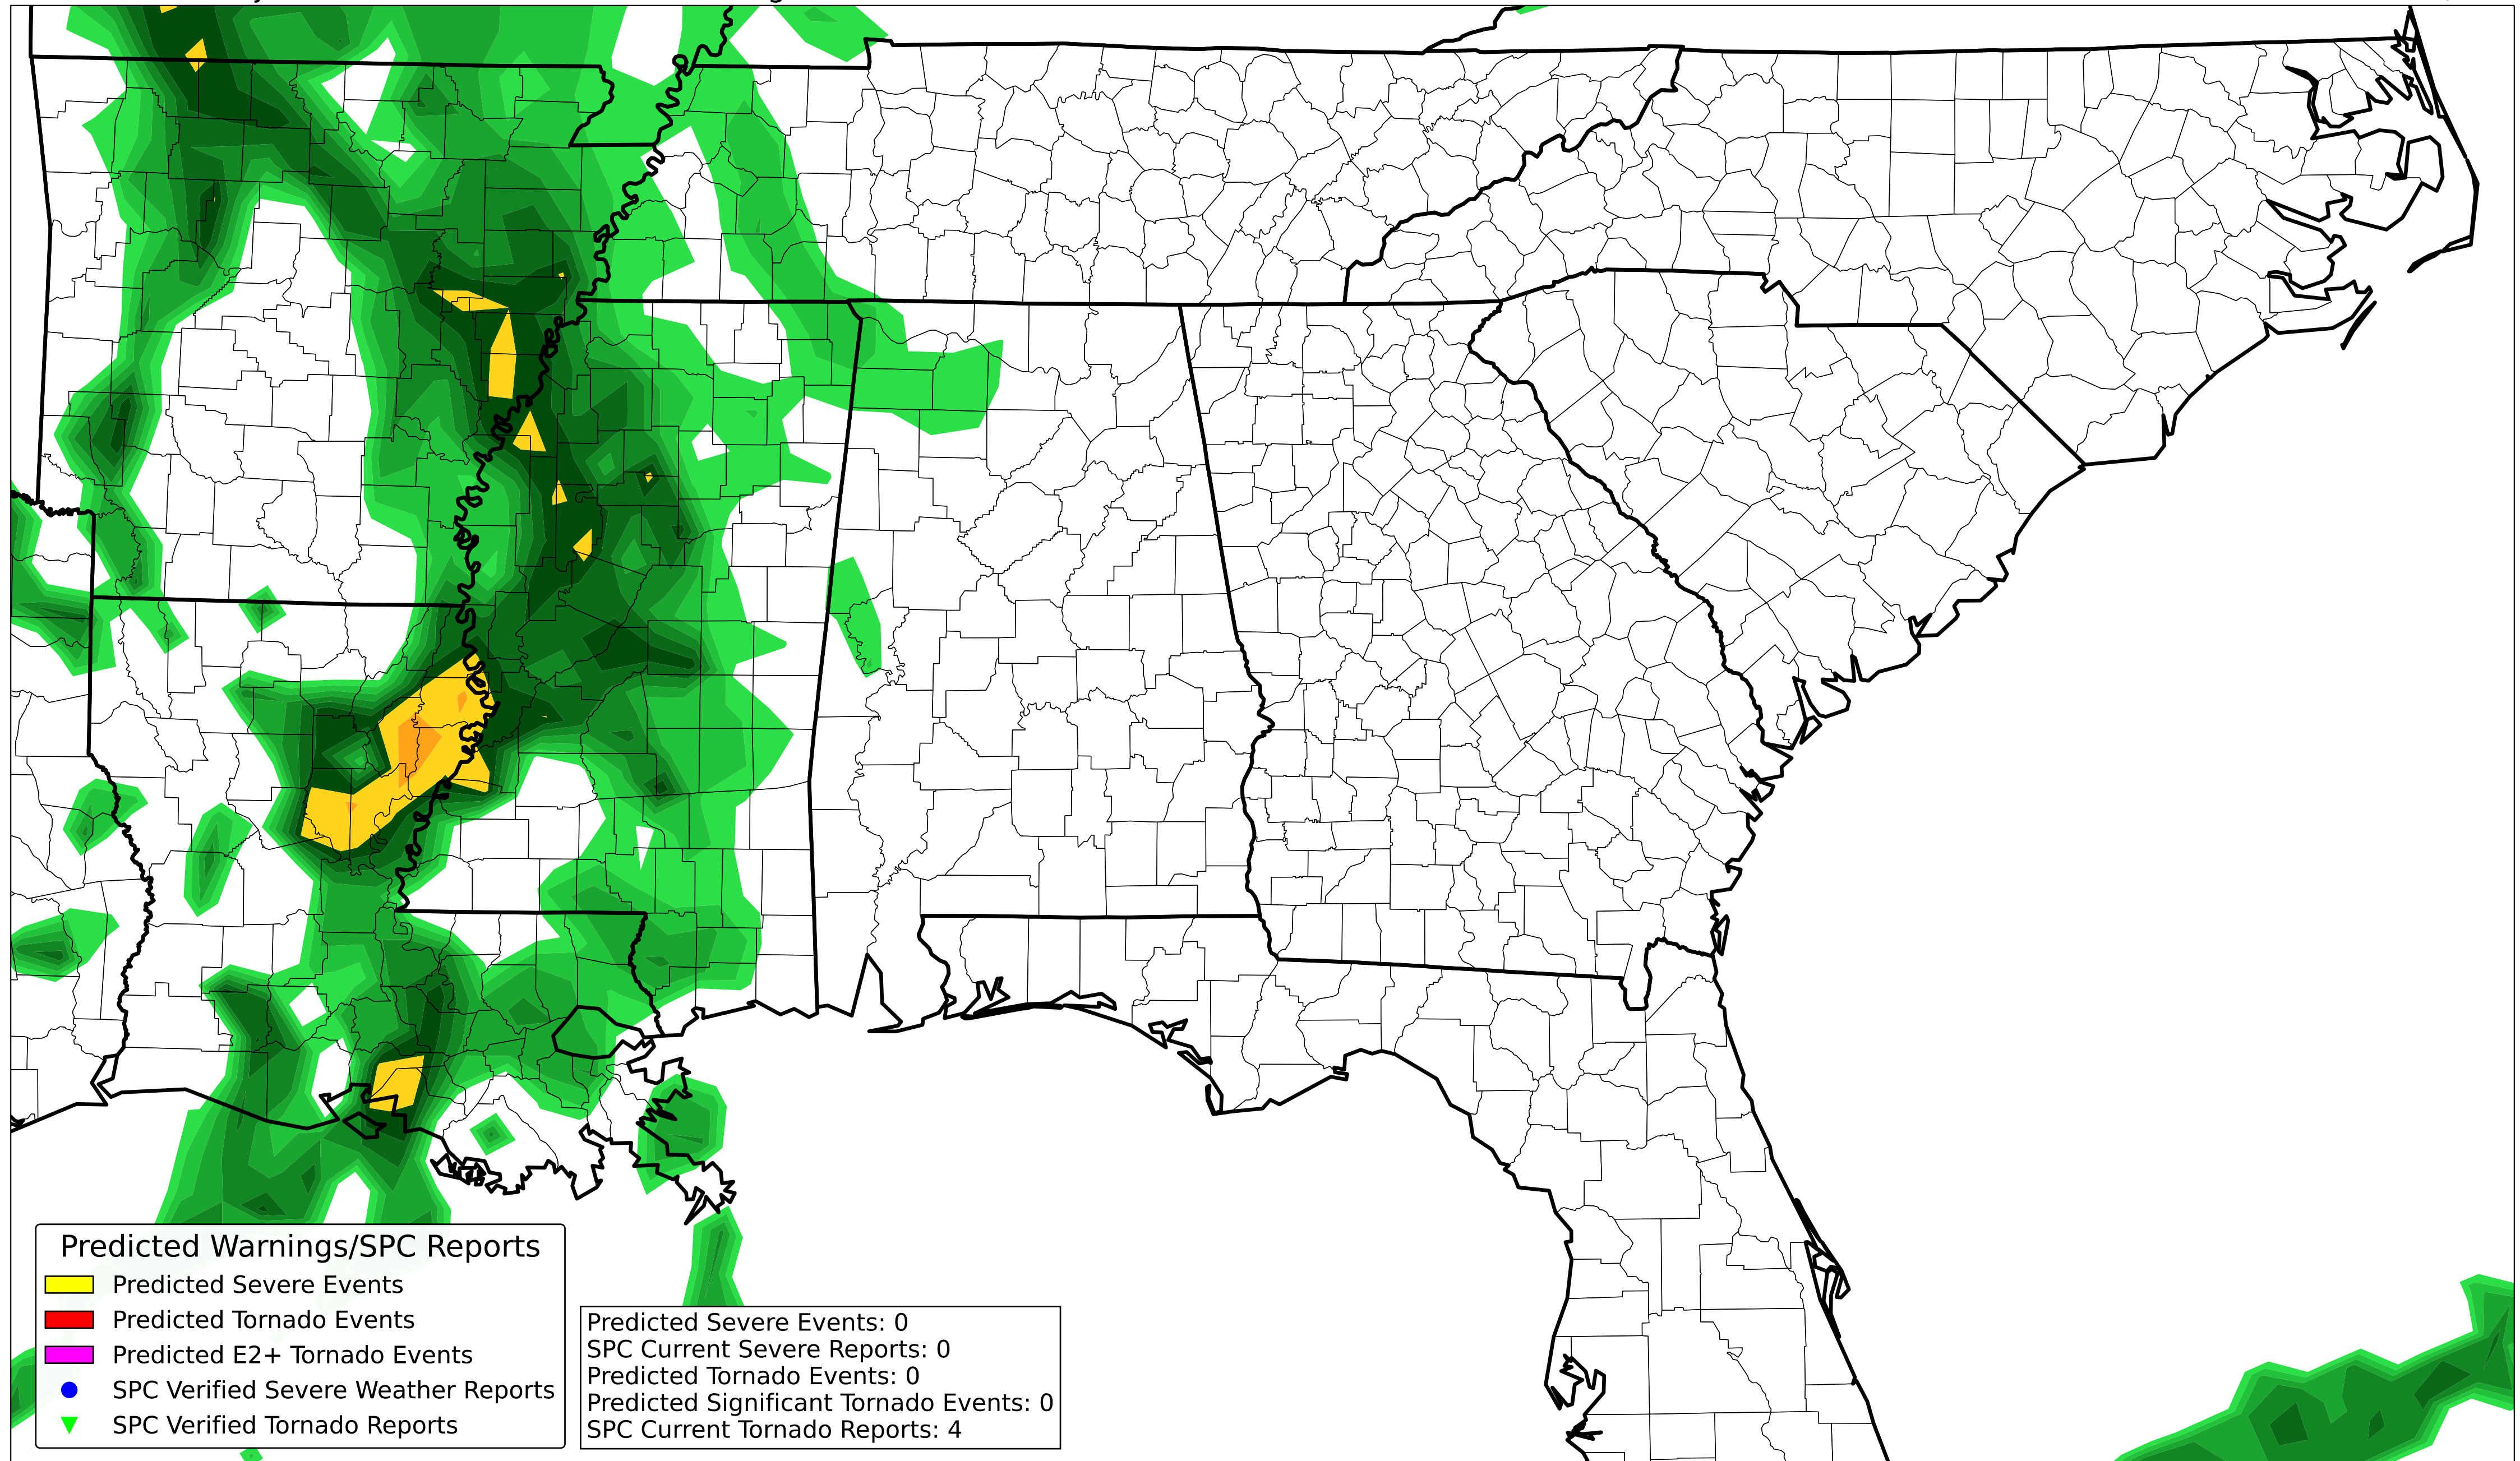 Predicted Warnings/SPC Reports
Predicted Severe Events
Predicted Tornado Events
Predicted E2+ Tornado Events
SPC Verified Severe Weather Reports
SPC Verified Tornado Reports
Predicted Severe Events: 0
SPC Current Severe Reports: 0
Predicted Tornado Events: 0
Predicted Significant Tornado Events: 0
SPC Current Tornado Reports: 4